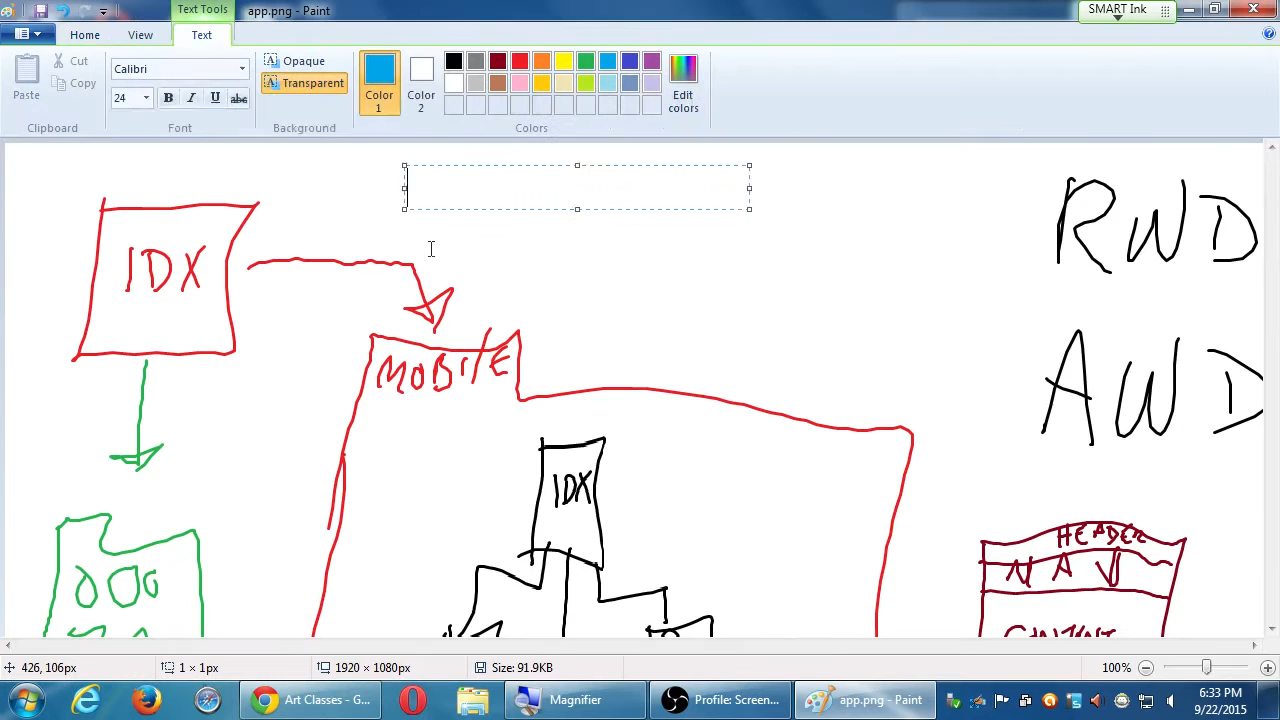 Text Tools
app.png - Paint
SMART Ink
Home
View
Text
Paste
Cut
Copy
Clipboard
Calibri
24
B I U abc
Font
Opaque
Transparent
Background
Color 1
Color 2
Edit colors
Colors
IDX
RWD
MOBILE
AWD
IDX
HEADER
NAV
CONTENT
426, 106px
1 × 1px
1920 × 1080px
Size: 91.9KB
100%
Art Classes - G...
Magnifier
Profile: Screen...
app.png - Paint
6:33 PM
9/22/2015